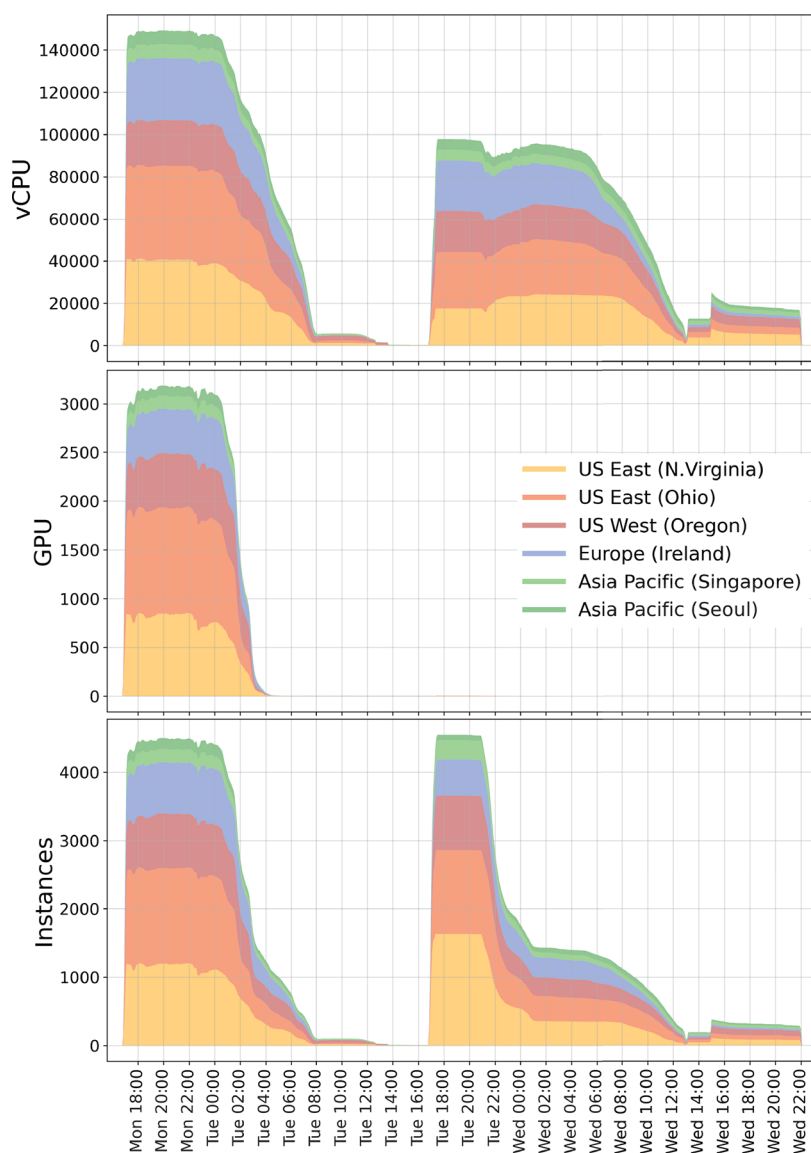 140000
120000
100000
80000
60000
40000
20000
0
vCPU
3000
2500
2000
1500
1000
500
0
GPU
US East (N.Virginia)
US East (Ohio)
US West (Oregon)
Europe (Ireland)
Asia Pacific (Singapore)
Asia Pacific (Seoul)
4000
3000
2000
1000
0
Instances
Mon 18:00
Mon 20:00
Mon 22:00
Tue 00:00
Tue 02:00
Tue 04:00
Tue 06:00
Tue 08:00
Tue 10:00
Tue 12:00
Tue 14:00
Tue 16:00
Tue 18:00
Tue 20:00
Tue 22:00
Wed 00:00
Wed 02:00
Wed 04:00
Wed 06:00
Wed 08:00
Wed 10:00
Wed 12:00
Wed 14:00
Wed 16:00
Wed 18:00
Wed 20:00
Wed 22:00